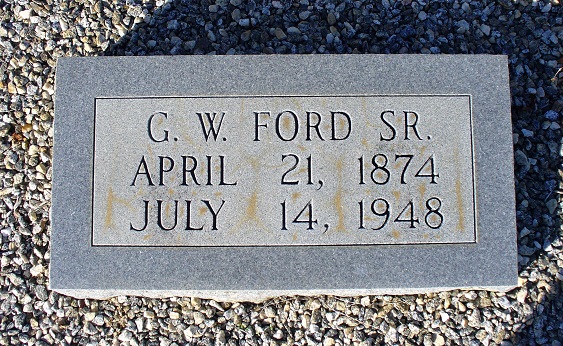 G. W. FORD SR.
APRIL 21, 1874
JULY 14, 1948